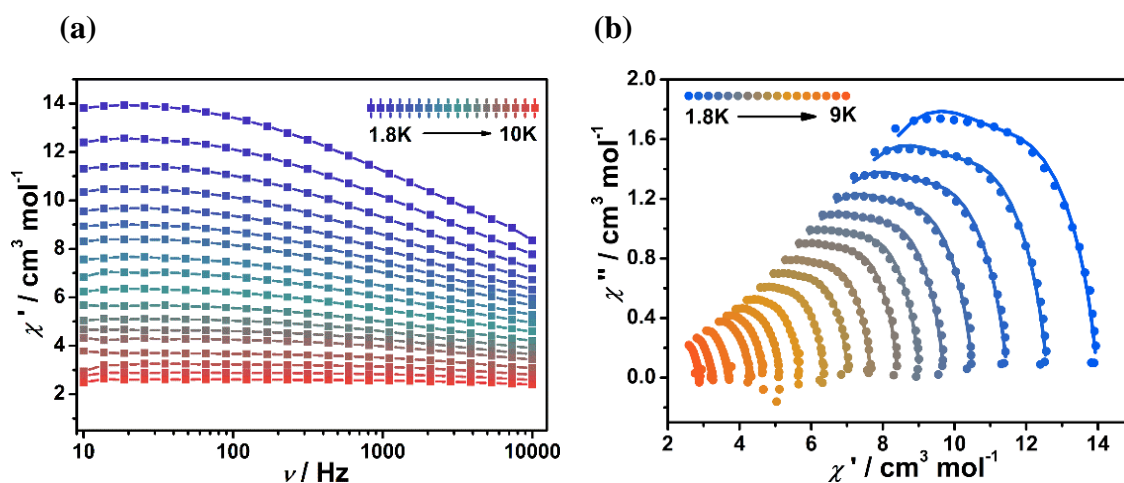 (a)
χ' / cm³ mol⁻¹
14
12
10
8
6
4
2
1.8K → 10K
10 100 1000 10000
ν / Hz
(b)
χ'' / cm³ mol⁻¹
2.0
1.6
1.2
0.8
0.4
0.0
1.8K → 9K
2 4 6 8 10 12 14
χ' / cm³ mol⁻¹